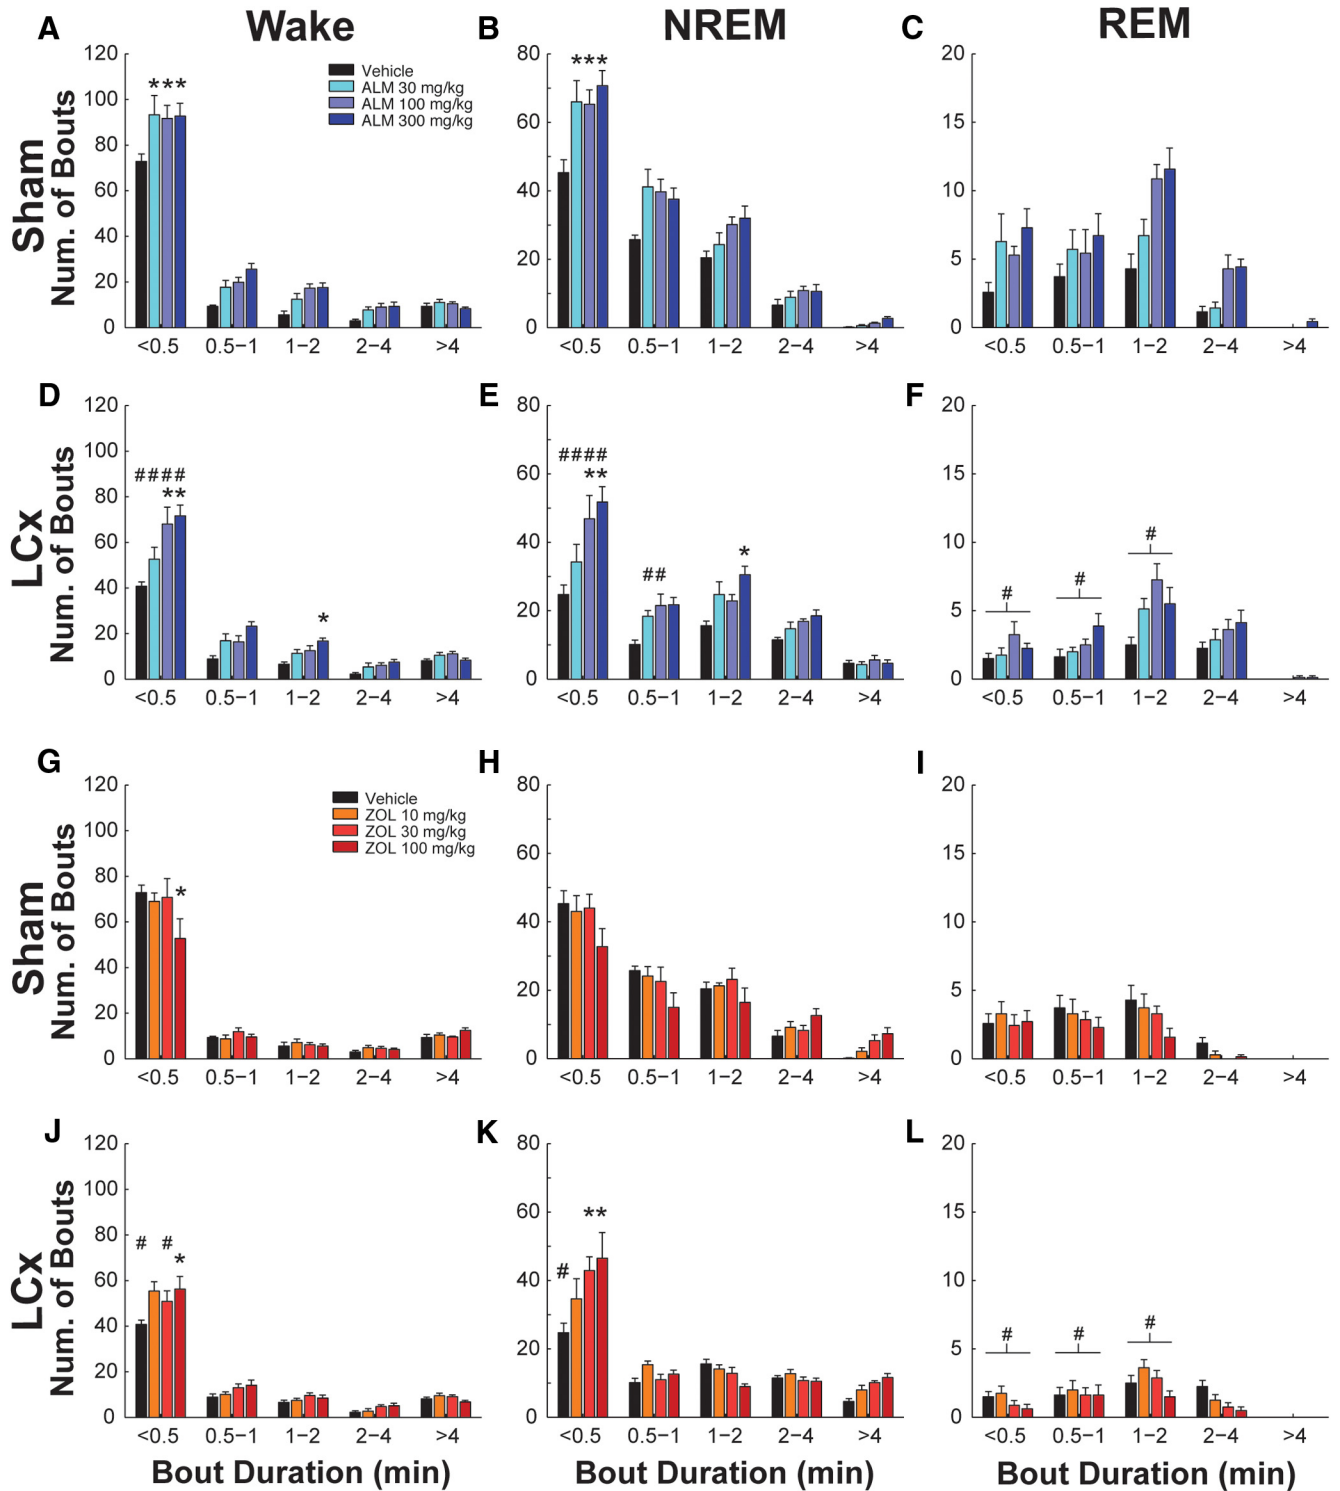 A Wake B NREM C REM
120
100
80
60
40
20
0
***
Vehicle
ALM 30 mg/kg
ALM 100 mg/kg
ALM 300 mg/kg
Sham
Num. of Bouts
<0.5 0.5−1 1−2 2−4 >4
80
60
40
20
0
***
<0.5 0.5−1 1−2 2−4 >4
20
15
10
5
0
<0.5 0.5−1 1−2 2−4 >4
D E F
120
100
80
60
40
20
0
####
**
*
LCx
Num. of Bouts
<0.5 0.5−1 1−2 2−4 >4
80
60
40
20
0
####
**
##
*
<0.5 0.5−1 1−2 2−4 >4
20
15
10
5
0
# # #
<0.5 0.5−1 1−2 2−4 >4
G H I
120
100
80
60
40
20
0
*
Vehicle
ZOL 10 mg/kg
ZOL 30 mg/kg
ZOL 100 mg/kg
Sham
Num. of Bouts
<0.5 0.5−1 1−2 2−4 >4
80
60
40
20
0
<0.5 0.5−1 1−2 2−4 >4
20
15
10
5
0
<0.5 0.5−1 1−2 2−4 >4
J K L
120
100
80
60
40
20
0
# #
*
LCx
Num. of Bouts
<0.5 0.5−1 1−2 2−4 >4
Bout Duration (min)
80
60
40
20
0
**
#
<0.5 0.5−1 1−2 2−4 >4
Bout Duration (min)
20
15
10
5
0
# # #
<0.5 0.5−1 1−2 2−4 >4
Bout Duration (min)